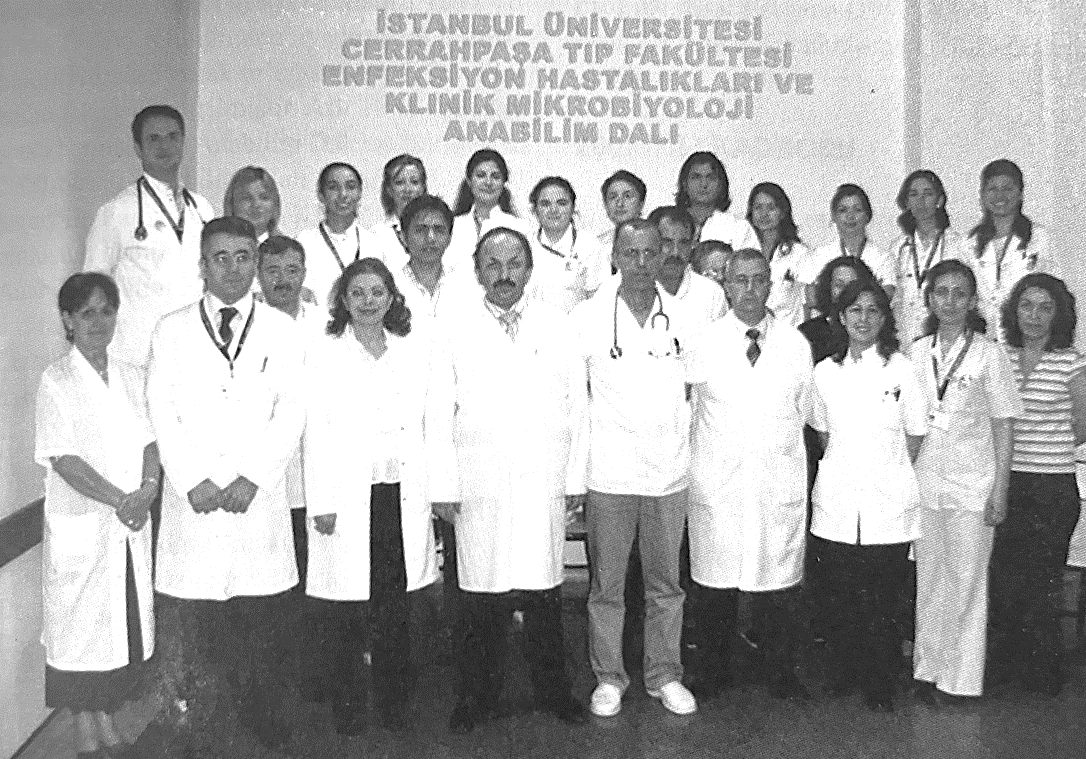 İSTANBUL ÜNİVERSİTESİ
CERRAHPAŞA TIP FAKÜLTESİ
ENFEKSİYON HASTALIKLARI VE
KLİNİK MİKROBİYOLOJİ
ANABİLİM DALI